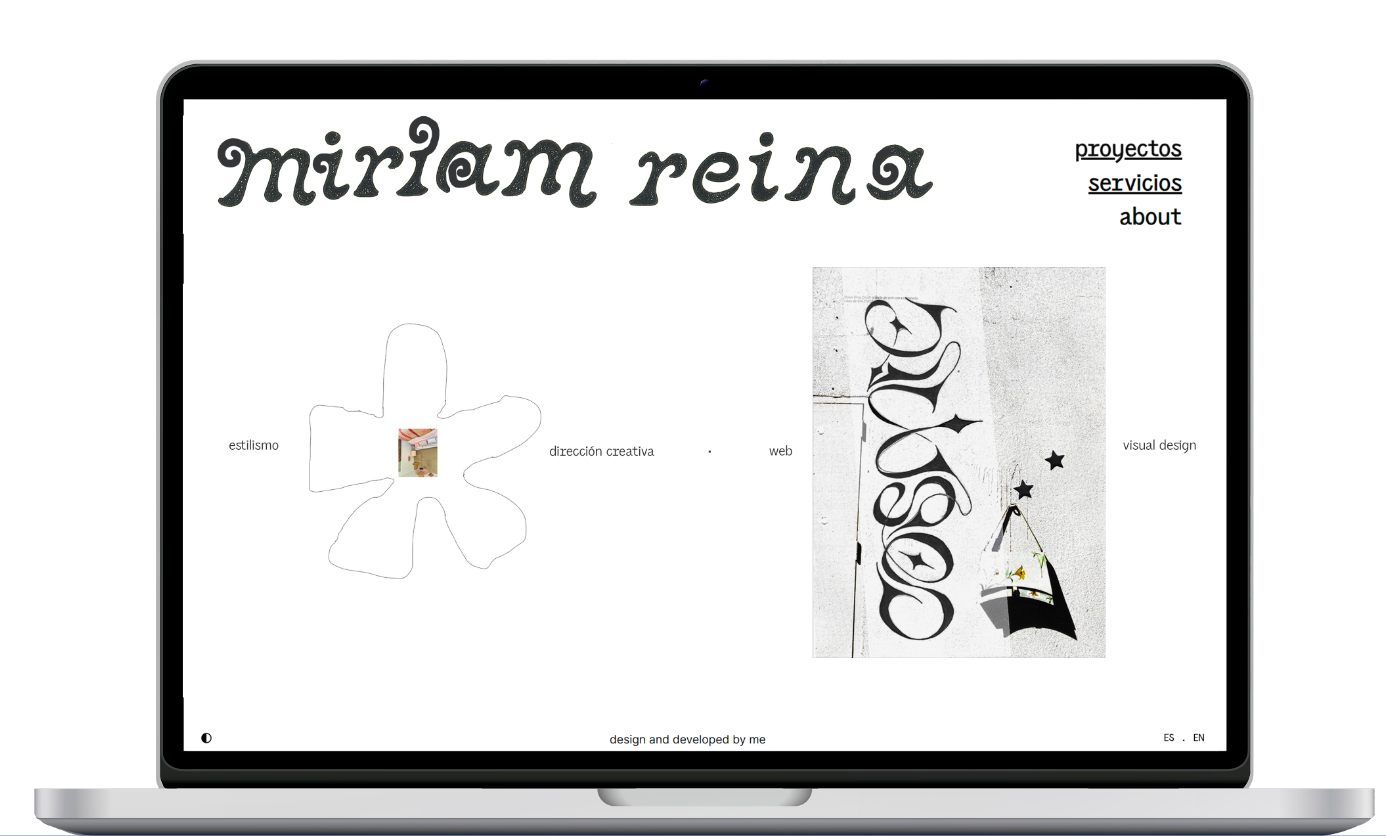 miriam reina
proyectos
servicios
about
estilismo
dirección creativa
·
web
visual design
design and developed by me
ES . EN